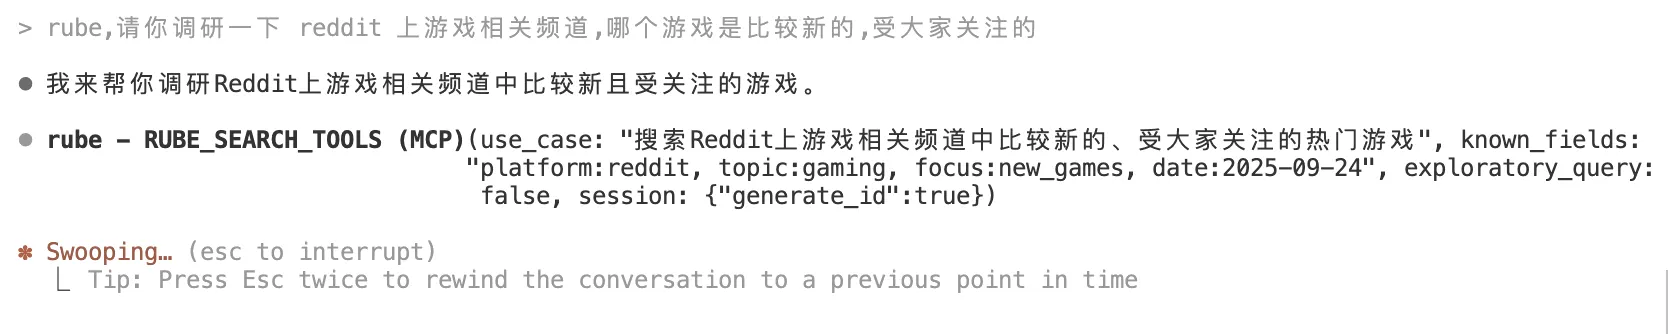 > rube,请你调研一下 reddit 上游戏相关频道,哪个游戏是比较新的,受大家关注的
● 我来帮你调研Reddit上游戏相关频道中比较新且受关注的游戏。
● rube - RUBE_SEARCH_TOOLS (MCP)(use_case: "搜索Reddit上游戏相关频道中比较新的、受大家关注的热门游戏", known_fields:
"platform:reddit, topic:gaming, focus:new_games, date:2025-09-24", exploratory_query:
false, session: {"generate_id":true})
✽ Swooping… (esc to interrupt)
⎿ Tip: Press Esc twice to rewind the conversation to a previous point in time